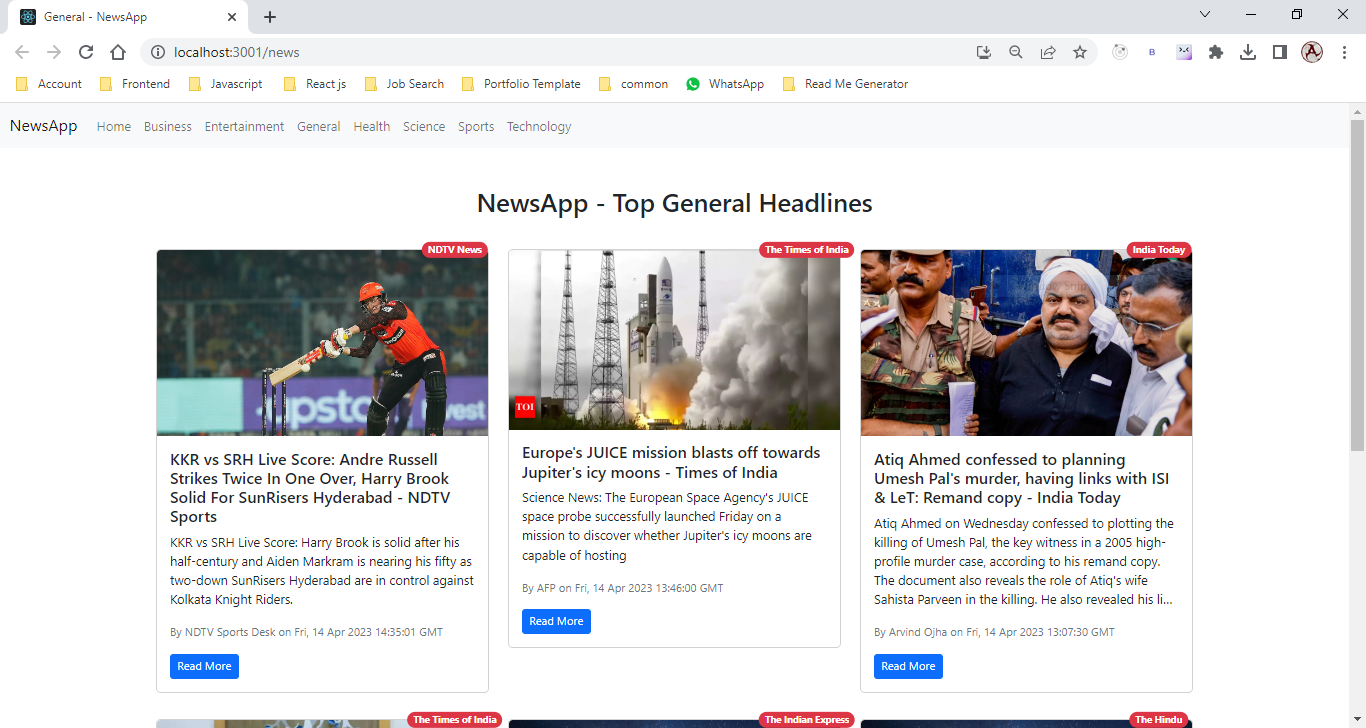 General - NewsApp
localhost:3001/news
B
Account Frontend Javascript React js Job Search Portfolio Template common WhatsApp Read Me Generator
NewsApp Home Business Entertainment General Health Science Sports Technology
NewsApp - Top General Headlines
NDTV News
upstox
invest
KKR vs SRH Live Score: Andre Russell
Strikes Twice In One Over, Harry Brook
Solid For SunRisers Hyderabad - NDTV
Sports
KKR vs SRH Live Score: Harry Brook is solid after his
half-century and Aiden Markram is nearing his fifty as
two-down SunRisers Hyderabad are in control against
Kolkata Knight Riders.
By NDTV Sports Desk on Fri, 14 Apr 2023 14:35:01 GMT
Read More
The Times of India
TOI
Europe's JUICE mission blasts off towards
Jupiter's icy moons - Times of India
Science News: The European Space Agency's JUICE
space probe successfully launched Friday on a
mission to discover whether Jupiter's icy moons are
capable of hosting
By AFP on Fri, 14 Apr 2023 13:46:00 GMT
Read More
India Today
Atiq Ahmed confessed to planning
Umesh Pal's murder, having links with ISI
& LeT: Remand copy - India Today
Atiq Ahmed on Wednesday confessed to plotting the
killing of Umesh Pal, the key witness in a 2005 high-
profile murder case, according to his remand copy.
The document also reveals the role of Atiq's wife
Sahista Parveen in the killing. He also revealed his li...
By Arvind Ojha on Fri, 14 Apr 2023 13:07:30 GMT
Read More
The Times of India
The Indian Express
The Hindu